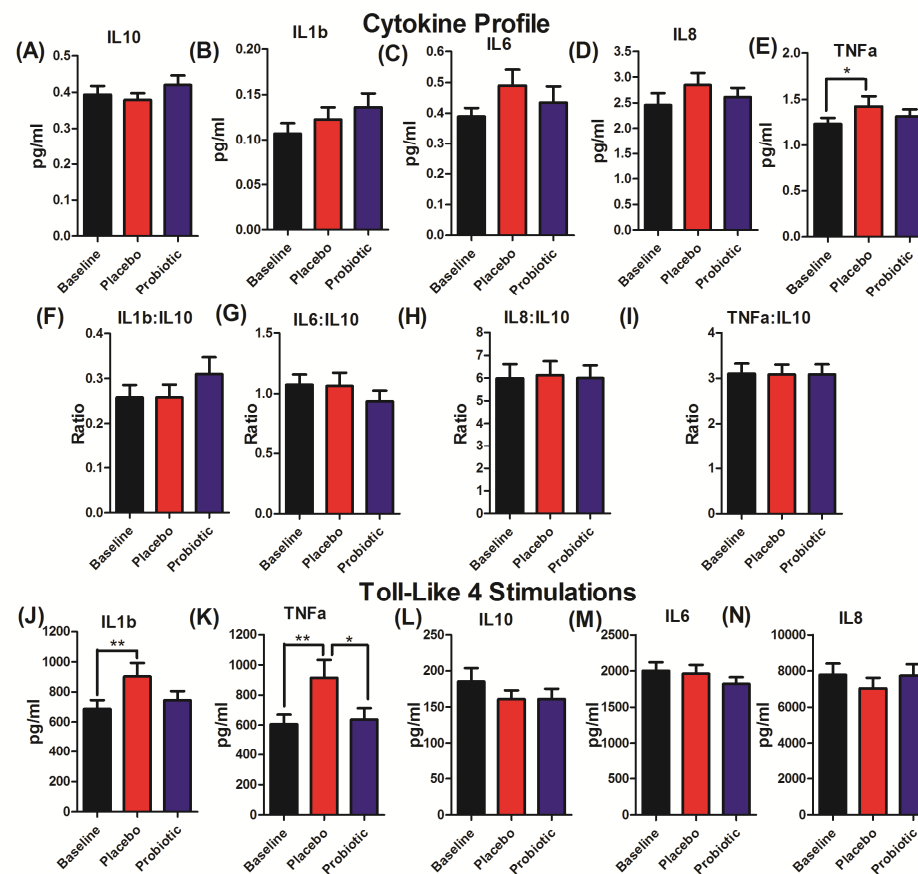 Cytokine Profile
(A) IL10
pg/ml
0.5
0.4
0.3
0.2
0.1
0.0
Baseline
Placebo
Probiotic
(B) IL1b
pg/ml
0.20
0.15
0.10
0.05
0.00
Baseline
Placebo
Probiotic
(C) IL6
pg/ml
0.6
0.5
0.4
0.3
0.2
0.1
0.0
Baseline
Placebo
Probiotic
(D) IL8
pg/ml
3.5
3.0
2.5
2.0
1.5
1.0
0.5
0.0
Baseline
Placebo
Probiotic
(E) TNFa
*
pg/ml
2.0
1.5
1.0
0.5
0.0
Baseline
Placebo
Probiotic
(F) IL1b:IL10
Ratio
0.4
0.3
0.2
0.1
0.0
Baseline
Placebo
Probiotic
(G) IL6:IL10
1.5
1.0
0.5
0.0
Baseline
Placebo
Probiotic
(H) IL8:IL10
Ratio
8
7
6
5
4
3
2
1
0
Baseline
Placebo
Probiotic
(I) TNFa:IL10
Ratio
4
3
2
1
0
Baseline
Placebo
Probiotic
Toll-Like 4 Stimulations
(J) IL1b
**
pg/ml
1200
1000
800
600
400
200
0
Baseline
Placebo
Probiotic
(K) TNFa
**
*
pg/ml
1200
1000
800
600
400
200
0
Baseline
Placebo
Probiotic
(L) IL10
pg/ml
250
200
150
100
50
0
Baseline
Placebo
Probiotic
(M) IL6
pg/ml
2500
2000
1500
1000
500
0
Baseline
Placebo
Probiotic
(N) IL8
pg/ml
10000
8000
6000
4000
2000
0
Baseline
Placebo
Probiotic